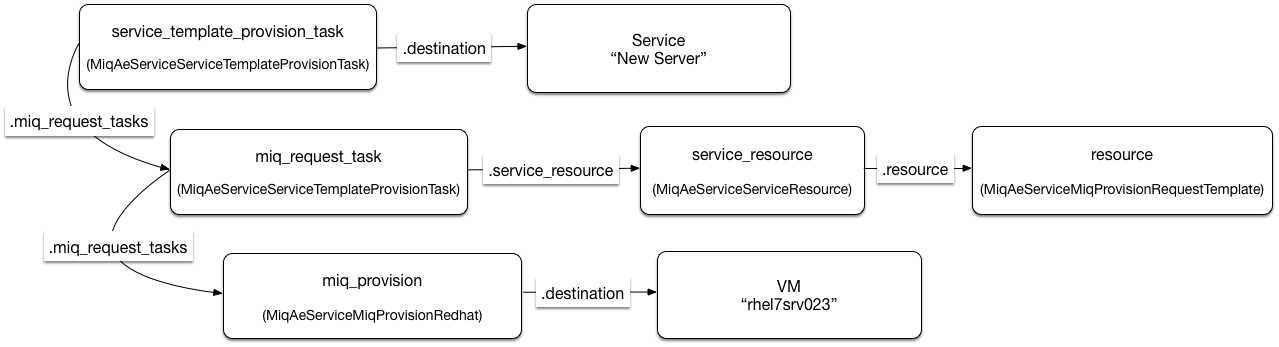 service_template_provision_task
(MiqAeServiceServiceTemplateProvisionTask)
.destination
Service
“New Server”
.miq_request_tasks
miq_request_task
(MiqAeServiceServiceTemplateProvisionTask)
.service_resource
service_resource
(MiqAeServiceServiceResource)
.resource
resource
(MiqAeServiceMiqProvisionRequestTemplate)
.miq_request_tasks
miq_provision
(MiqAeServiceMiqProvisionRedhat)
.destination
VM
“rhel7srv023”